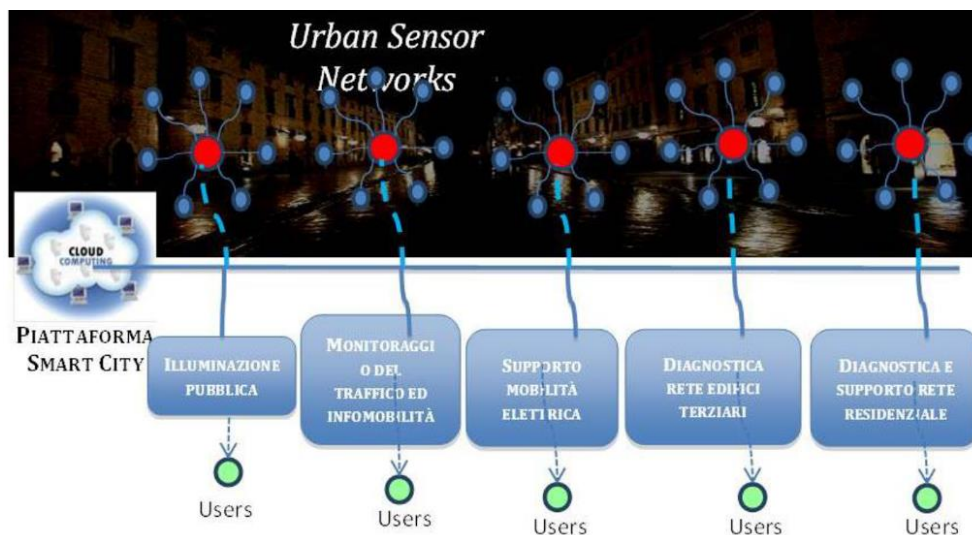 Urban Sensor
Networks
CLOUD
COMPUTING
PIATTAFORMA
SMART CITY
ILLUMINAZIONE
PUBBLICA
MONITORAGGI
O DEL
TRAFFICO ED
INFOMOBILITÀ
SUPPORTO
MOBILITÀ
ELETTRICA
DIAGNOSTICA
RETE EDIFICI
TERZIARI
DIAGNOSTICA E
SUPPORTO RETE
RESIDENZIALE
Users
Users
Users
Users
Users